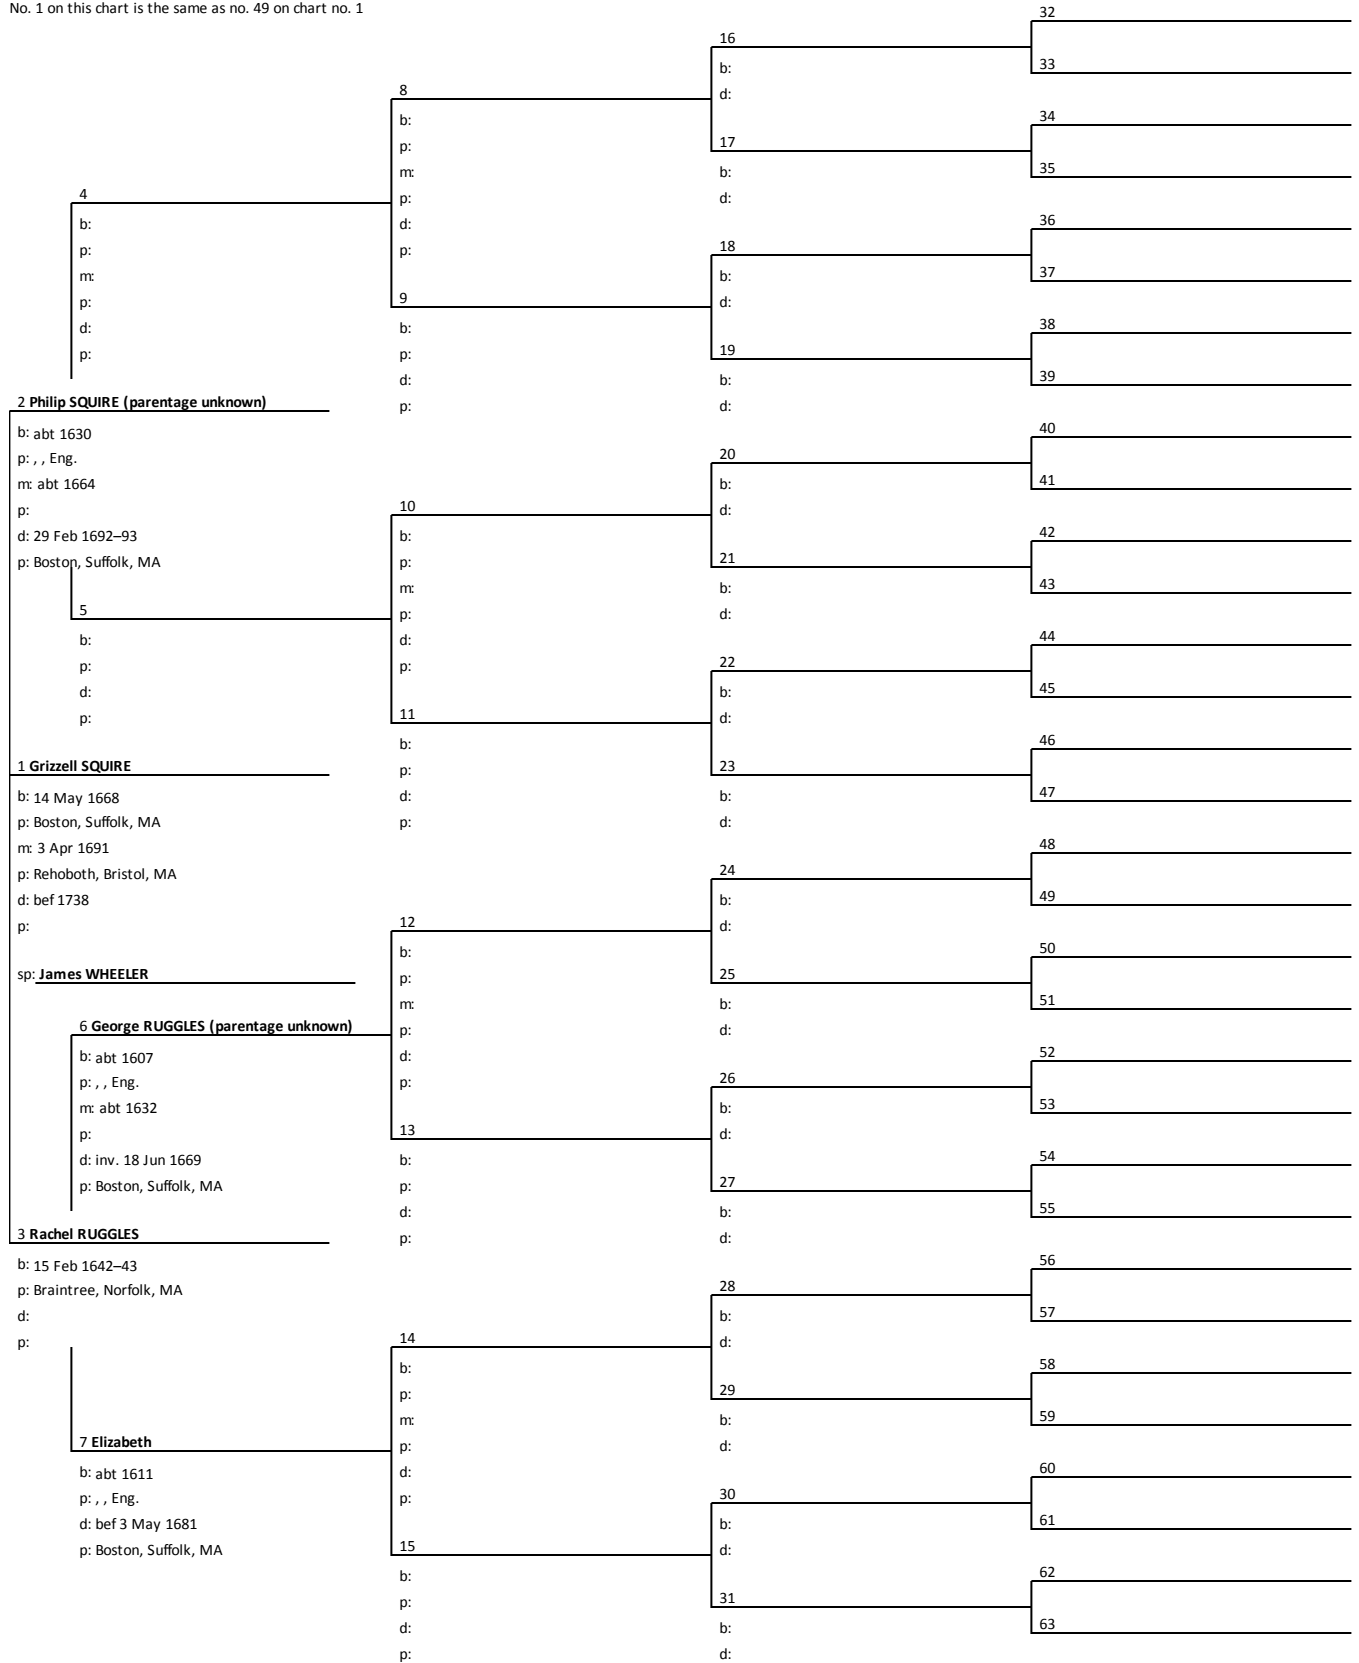 No. 1 on this chart is the same as no. 49 on chart no. 1
2 Philip SQUIRE (parentage unknown)
b: abt 1630
p: , , Eng.
m: abt 1664
p:
d: 29 Feb 1692–93
p: Boston, Suffolk, MA
1 Grizzell SQUIRE
b: 14 May 1668
p: Boston, Suffolk, MA
m: 3 Apr 1691
p: Rehoboth, Bristol, MA
d: bef 1738
p:
sp: James WHEELER
3 Rachel RUGGLES
b: 15 Feb 1642–43
p: Braintree, Norfolk, MA
d:
p:
4
b:
p:
m:
p:
d:
p:
5
b:
p:
d:
p:
6 George RUGGLES (parentage unknown)
b: abt 1607
p: , , Eng.
m: abt 1632
p:
d: inv. 18 Jun 1669
p: Boston, Suffolk, MA
7 Elizabeth
b: abt 1611
p: , , Eng.
d: bef 3 May 1681
p: Boston, Suffolk, MA
8
b:
p:
m:
p:
d:
p:
9
b:
p:
d:
p:
10
b:
p:
m:
p:
d:
p:
11
b:
p:
d:
p:
12
b:
p:
m:
p:
d:
p:
13
b:
p:
d:
p:
14
b:
p:
m:
p:
d:
p:
15
b:
p:
d:
p:
16
b:
d:
17
b:
d:
18
b:
d:
19
b:
d:
20
b:
d:
21
b:
d:
22
b:
d:
23
b:
d:
24
b:
d:
25
b:
d:
26
b:
d:
27
b:
d:
28
b:
d:
29
b:
d:
30
b:
d:
31
b:
d:
32
33
34
35
36
37
38
39
40
41
42
43
44
45
46
47
48
49
50
51
52
53
54
55
56
57
58
59
60
61
62
63